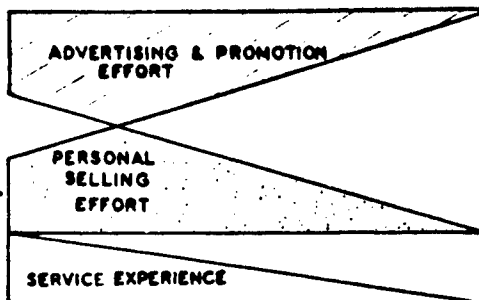 ADVERTISING & PROMOTION
EFFORT
PERSONAL
SELLING
EFFORT
SERVICE EXPERIENCE